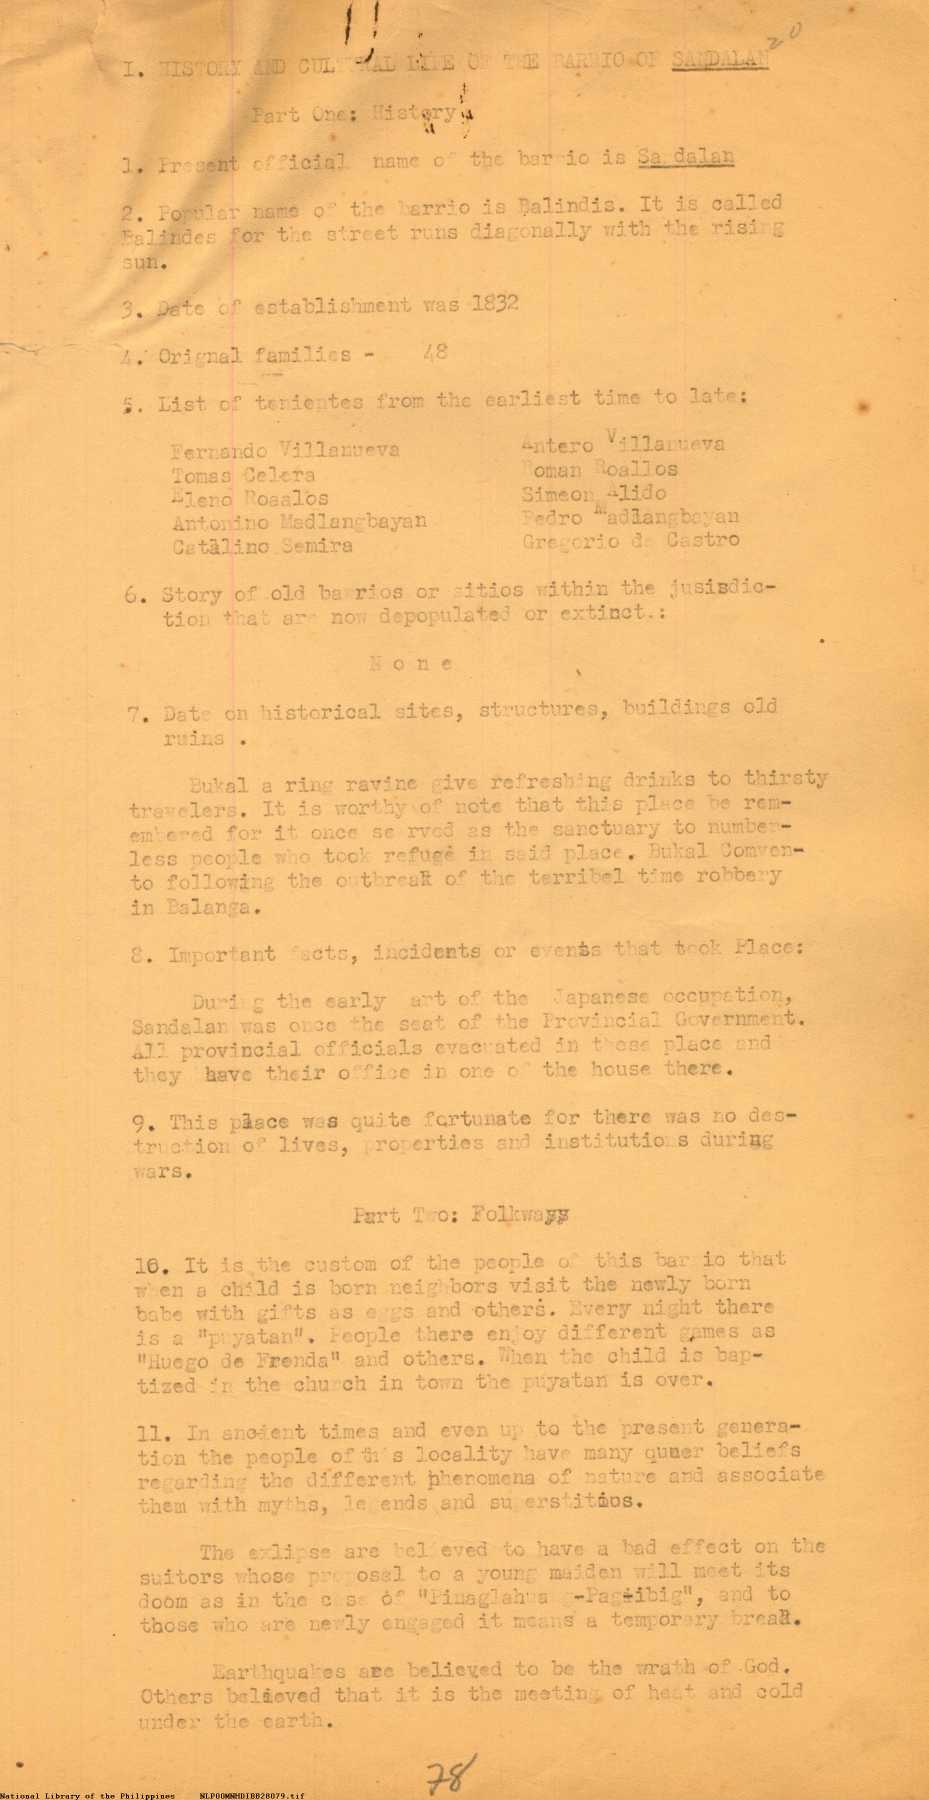 20
I. HISTORY AND CULTURAL LIFE OF THE BARRIO OF SANDALAN
Part One: History
1. Present official name of the barrio is Sandalan
2. Popular name of the barrio is Balindis. It is called
Balindes for the street runs diagonally with the rising
sun.
3. Date of establishment was 1832
4. Orignal families - 48
5. List of tenientes from the earliest time to late:
Fernando Villanueva
Tomas Celera
Eleno Roaalos
Antonino Madlangbayan
Catalino Semira
Antero Villanueva
Roman Roallos
Simeon Alido
Pedro Madlangbayan
Gregorio de Castro
6. Story of old barrios or sitios within the jusisdic-
tion that are now depopulated or extinct.:
N o n e
7. Date on historical sites, structures, buildings old
ruins .
Bukal a ring ravine give refreshing drinks to thirsty
travelers. It is worthy of note that this place be rem-
embered for it once se rved as the sanctuary to number-
less people who took refuge in said place. Bukal Comven-
to following the outbreak of the terribel time robbery
in Balanga.
8. Important facts, incidents or events that took Place:
During the early art of the Japanese occupation,
Sandalan was once the seat of the Provincial Government.
All provincial officials evacuated in these place and
they have their office in one of the house there.
9. This place was quite fortunate for there was no des-
truction of lives, properties and institutions during
wars.
Part Two: Folkways
10. It is the custom of the people of this barrio that
when a child is born neighbors visit the newly born
babe with gifts as eggs and others. Every night there
is a "puyatan". People there enjoy different games as
"Huego de Frenda" and others. When the child is bap-
tized in the church in town the puyatan is over.
11. In ancient times and even up to the present genera-
tion the people of this locality have many queer beliefs
regarding the different phenomena of nature and associate
them with myths, legends and superstitios.
The exlipse are believed to have a bad effect on the
suitors whose proposal to a young maiden will meet its
doom as in the case of "Pinaglahuang-Pag-ibig", and to
those who are newly engaged it means a temporary break.
Earthquakes are believed to be the wrath of God.
Others believed that it is the meeting of heat and cold
under the earth.
78
National Library of the Philippines NLPOOMNHDIBB28079.tif